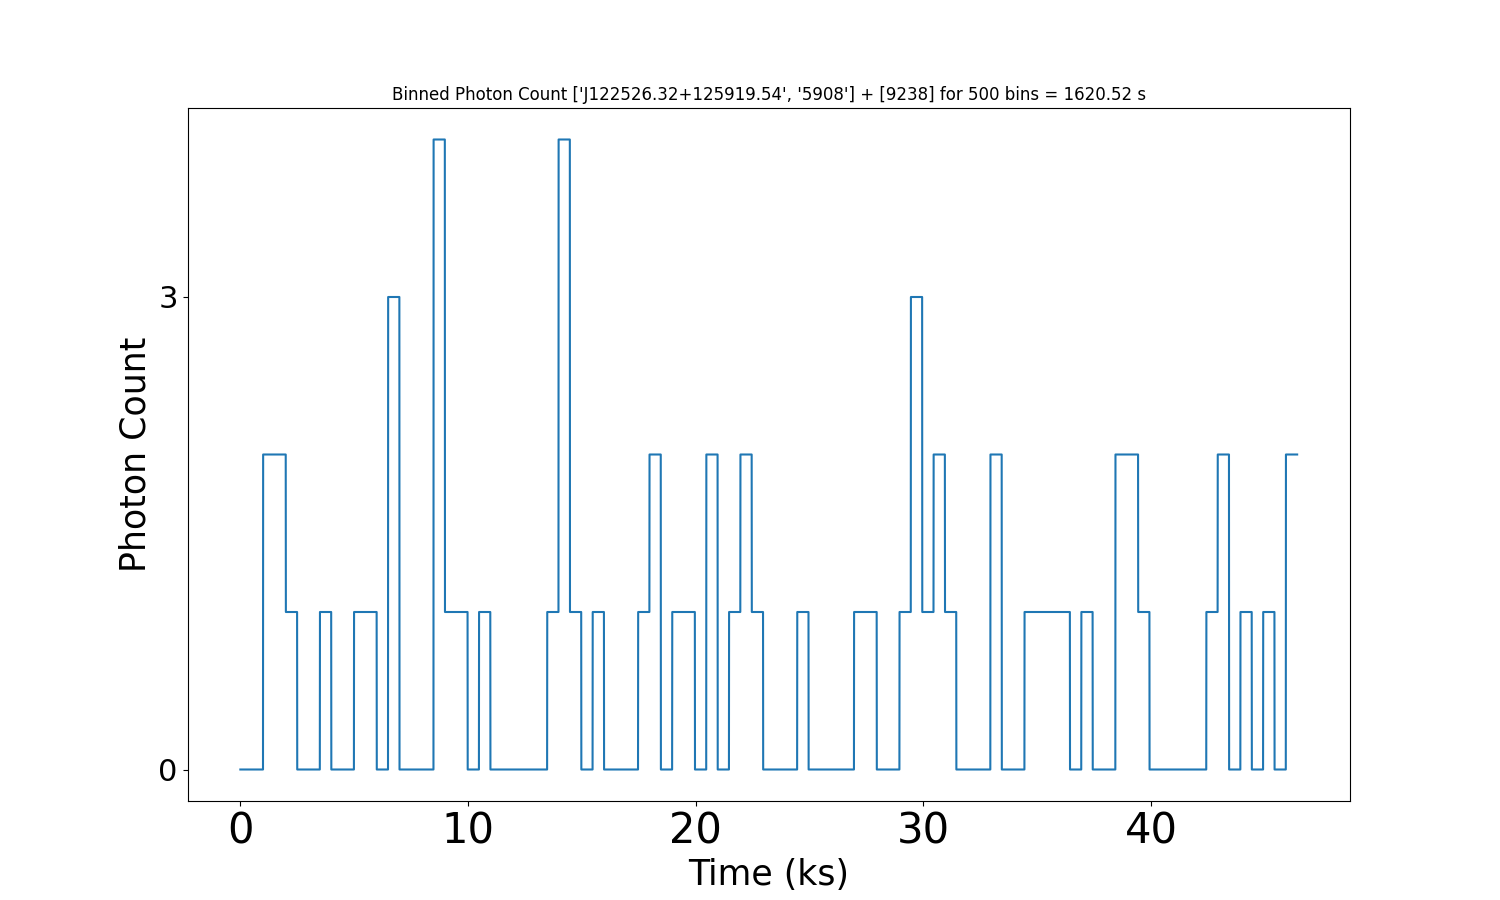 Binned Photon Count ['J122526.32+125919.54', '5908'] + [9238] for 500 bins = 1620.52 s
3
0
Photon Count
0 10 20 30 40
Time (ks)